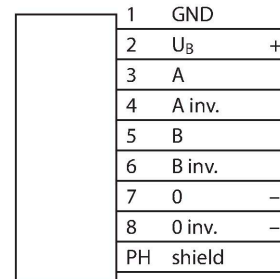 1 GND
2 U_B +
3 A
4 A inv.
5 B
6 B inv.
7 0 –
8 0 inv. –
PH shield